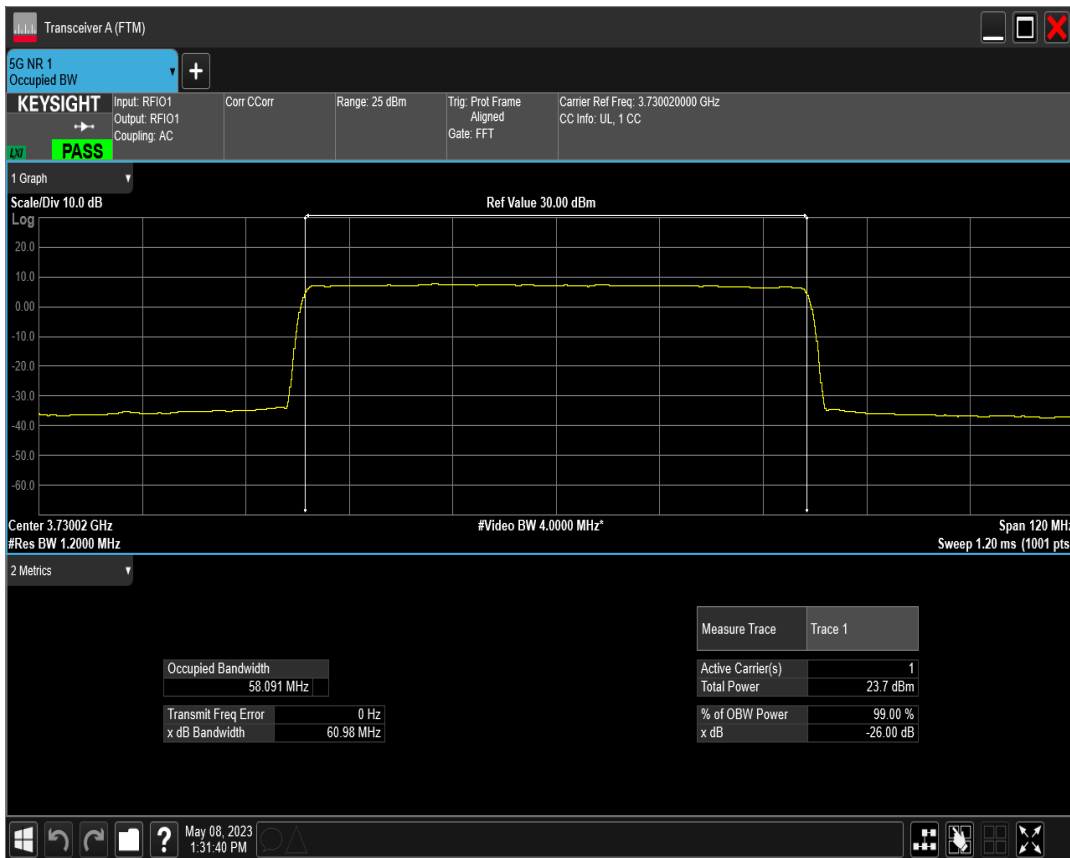 Transceiver A (FTM)
5G NR 1
Occupied BW
+
KEYSIGHT
LXI
PASS
Input: RFIO1
Output: RFIO1
Coupling: AC
Corr CCorr
Range: 25 dBm
Trig: Prot Frame
Aligned
Gate: FFT
Carrier Ref Freq: 3.730020000 GHz
CC Info: UL, 1 CC
1 Graph
Scale/Div 10.0 dB
Ref Value 30.00 dBm
Log
20.0
10.0
0.00
-10.0
-20.0
-30.0
-40.0
-50.0
-60.0
Center 3.73002 GHz
#Video BW 4.0000 MHz*
Span 120 MHz
#Res BW 1.2000 MHz
Sweep 1.20 ms (1001 pts
2 Metrics
Measure Trace Trace 1
Occupied Bandwidth
58.091 MHz
Transmit Freq Error 0 Hz
x dB Bandwidth 60.98 MHz
Active Carrier(s) 1
Total Power 23.7 dBm
% of OBW Power 99.00 %
x dB -26.00 dB
?
May 08, 2023
1:31:40 PM